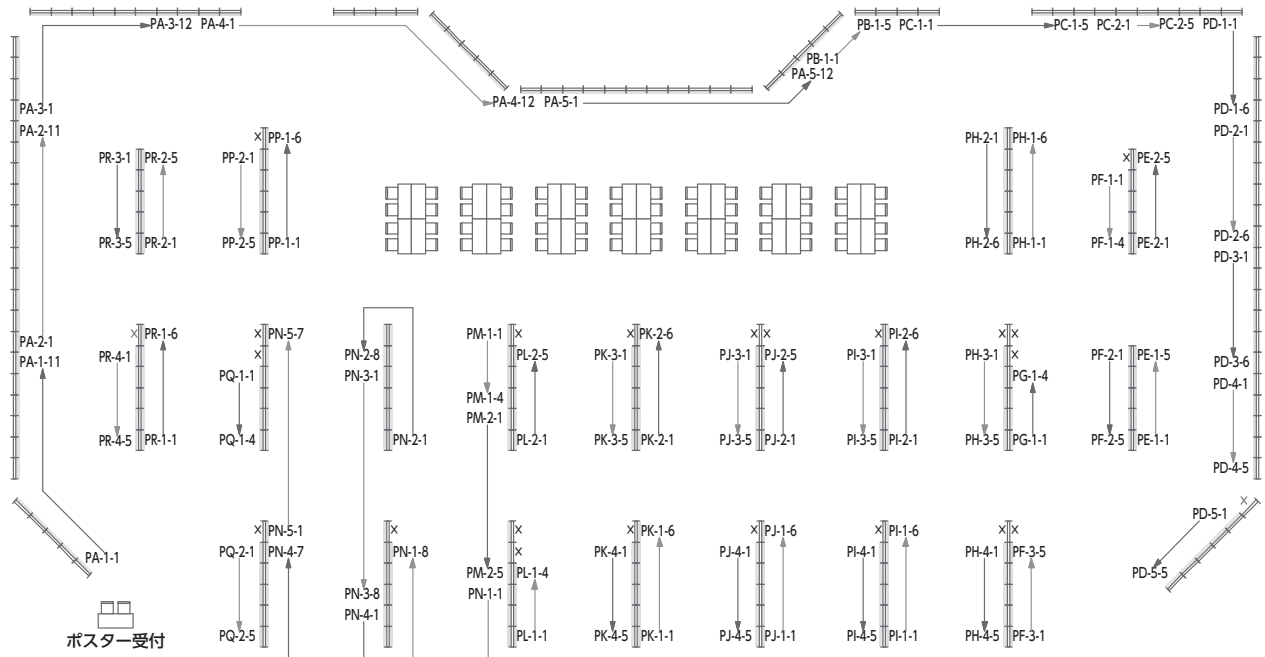 PA-3-12 PA-4-1
PB-1-5 PC-1-1
PC-1-5 PC-2-1
PC-2-5 PD-1-1
PB-1-1
PA-5-12
PA-4-12 PA-5-1
PA-3-1
PA-2-11
PD-1-6
PD-2-1
PR-3-1 PR-2-5
PP-2-1
X PP-1-6
PH-2-1 PH-1-6
X PE-2-5
PF-1-1
PR-3-5 PR-2-1
PP-2-5 PP-1-1
PH-2-6 PH-1-1
PF-1-4 PE-2-1
PD-2-6
PD-3-1
PA-2-1
PA-1-11
X PR-1-6
PR-4-1
X PN-5-7
X
PQ-1-1
PN-2-8
PN-3-1
PM-1-1 X
PL-2-5
PM-1-4
PM-2-1
X PK-2-6
PK-3-1
X X
PJ-3-1 PJ-2-5
X PI-2-6
PI-3-1
X X
PH-3-1 X
PG-1-4
PF-2-1 PE-1-5
PD-3-6
PD-4-1
PR-4-5 PR-1-1
PQ-1-4
PN-2-1
PL-2-1
PK-3-5 PK-2-1
PJ-3-5 PJ-2-1
PI-3-5 PI-2-1
PH-3-5 PG-1-1
PF-2-5 PE-1-1
PD-4-5
X
PD-5-1
PD-5-5
PA-1-1
X PN-5-1
PQ-2-1 PN-4-7
X
PN-1-8
PN-3-8
PN-4-1
X
X
PM-2-5 PL-1-4
PN-1-1
X PK-1-6
PK-4-1
X PJ-1-6
PJ-4-1
X PI-1-6
PI-4-1
X X
PH-4-1 PF-3-5
PQ-2-5
PL-1-1
PK-4-5 PK-1-1
PJ-4-5 PJ-1-1
PI-4-5 PI-1-1
PH-4-5 PF-3-1
ポスター受付